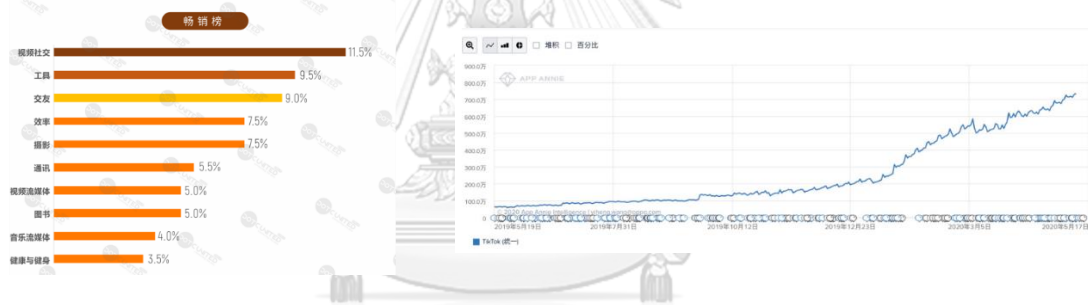 畅销榜
视频社交 11.5%
工具 9.5%
交友 9.0%
效率 7.5%
摄影 7.5%
通讯 5.5%
视频流媒体 5.0%
图书 5.0%
音乐流媒体 4.0%
健康与健身 3.5%
堆积 百分比
APP ANNIE
900.0万
800.0万
700.0万
600.0万
500.0万
400.0万
300.0万
200.0万
100.0万
0
© 2020 App Annie Intelligence
2019年5月19日 2019年7月31日 2019年10月12日 2019年12月23日 2020年3月5日 2020年5月17日
TikTok (统一)